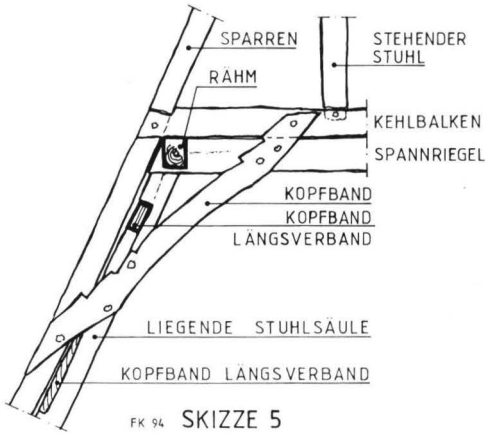 SPARREN
STEHENDER
STUHL
RÄHM
KEHLBALKEN
SPANNRIEGEL
KOPFBAND
KOPFBAND
LÄNGSVERBAND
LIEGENDE STUHLSÄULE
KOPFBAND LÄNGSVERBAND
FK 94 SKIZZE 5